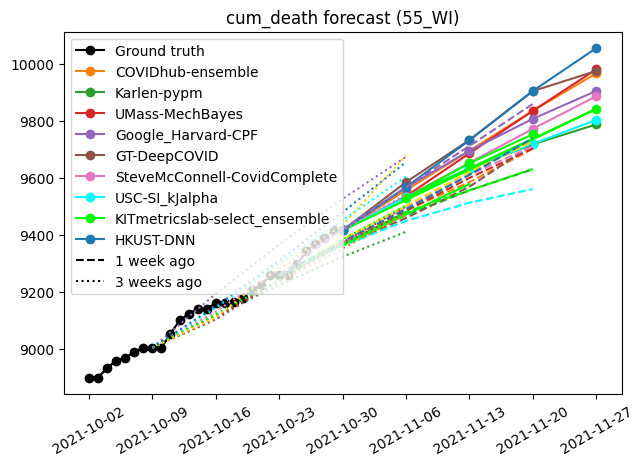 cum_death forecast (55_WI)
10000
9800
9600
9400
9200
9000
Ground truth
COVIDhub-ensemble
Karlen-pypm
UMass-MechBayes
Google_Harvard-CPF
GT-DeepCOVID
SteveMcConnell-CovidComplete
USC-SI_kJalpha
KITmetricslab-select_ensemble
HKUST-DNN
1 week ago
3 weeks ago
2021-10-02
2021-10-09
2021-10-16
2021-10-23
2021-10-30
2021-11-06
2021-11-13
2021-11-20
2021-11-27